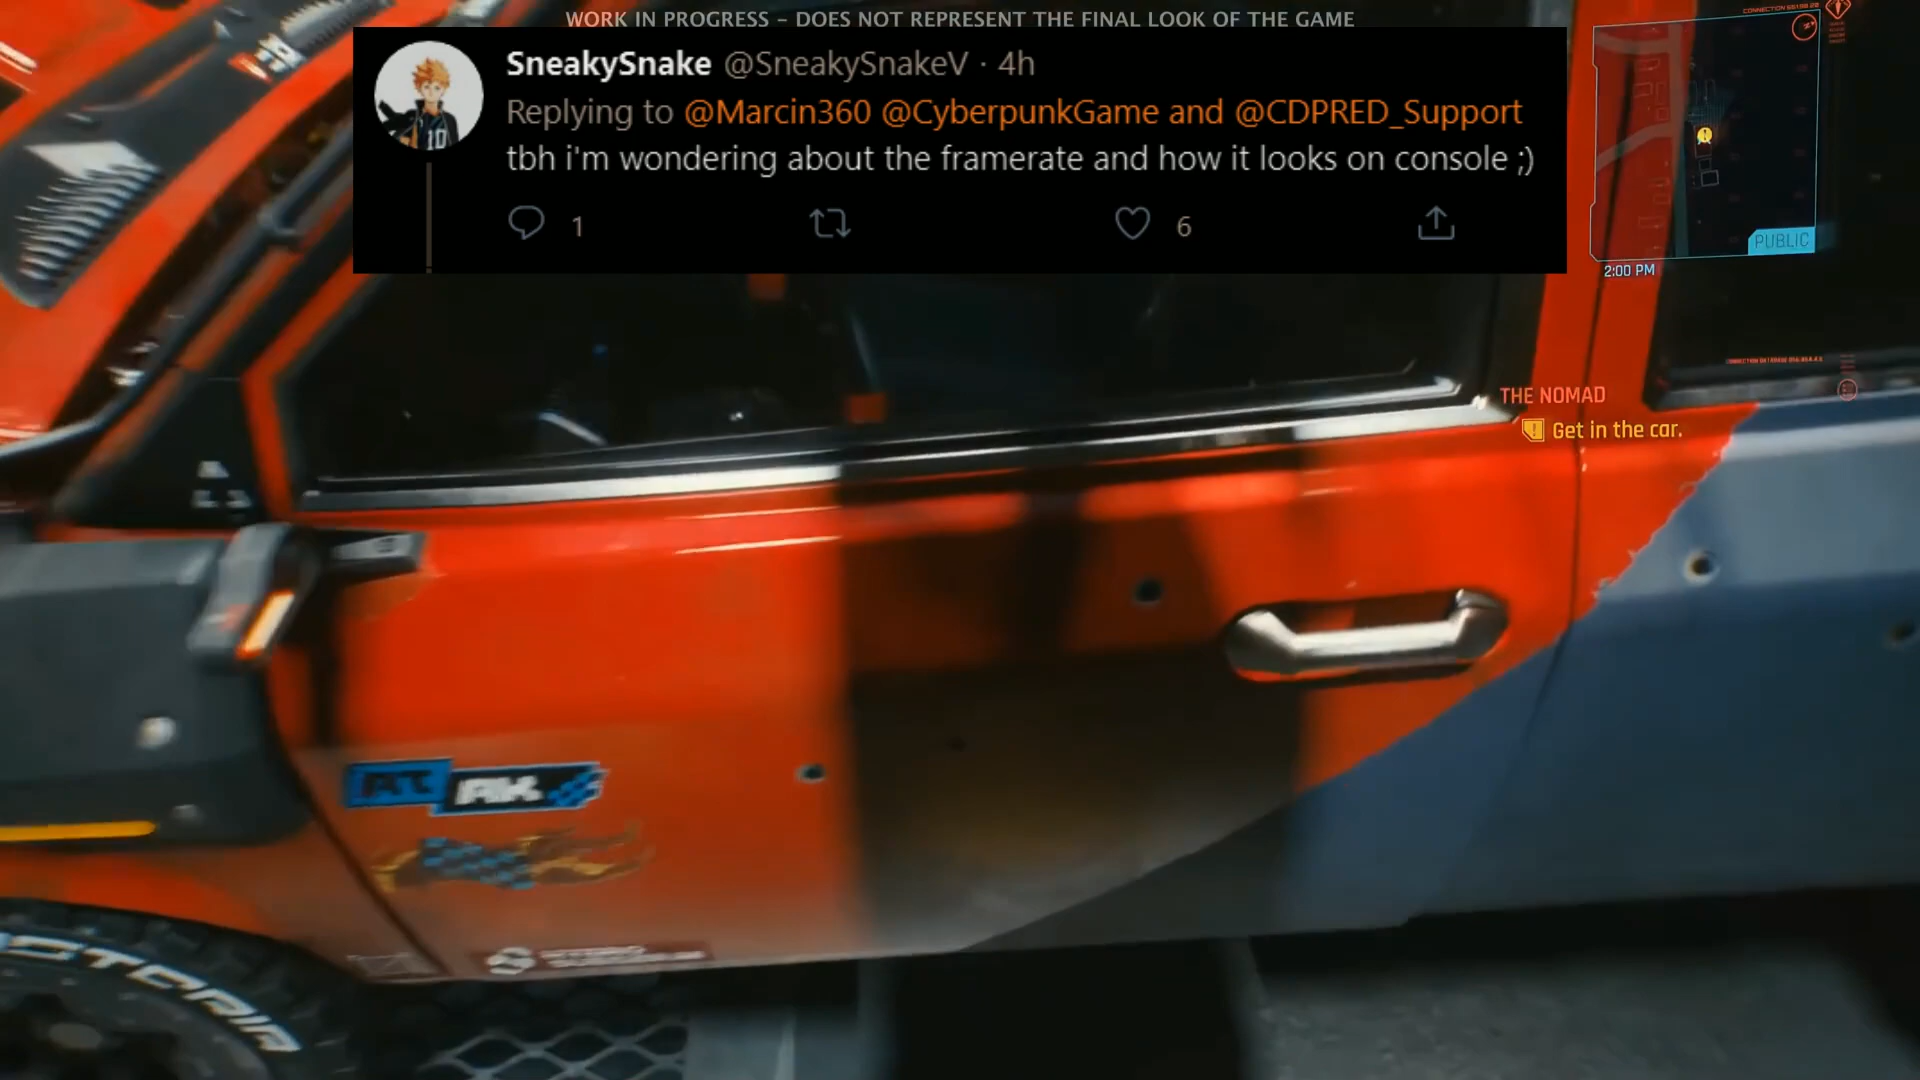 WORK IN PROGRESS – DOES NOT REPRESENT THE FINAL LOOK OF THE GAME
SneakySnake @SneakySnakeV · 4h
Replying to @Marcin360 @CyberpunkGame and @CDPRED_Support
tbh i'm wondering about the framerate and how it looks on console ;)
1
6
PUBLIC
2:00 PM
THE NOMAD
Get in the car.